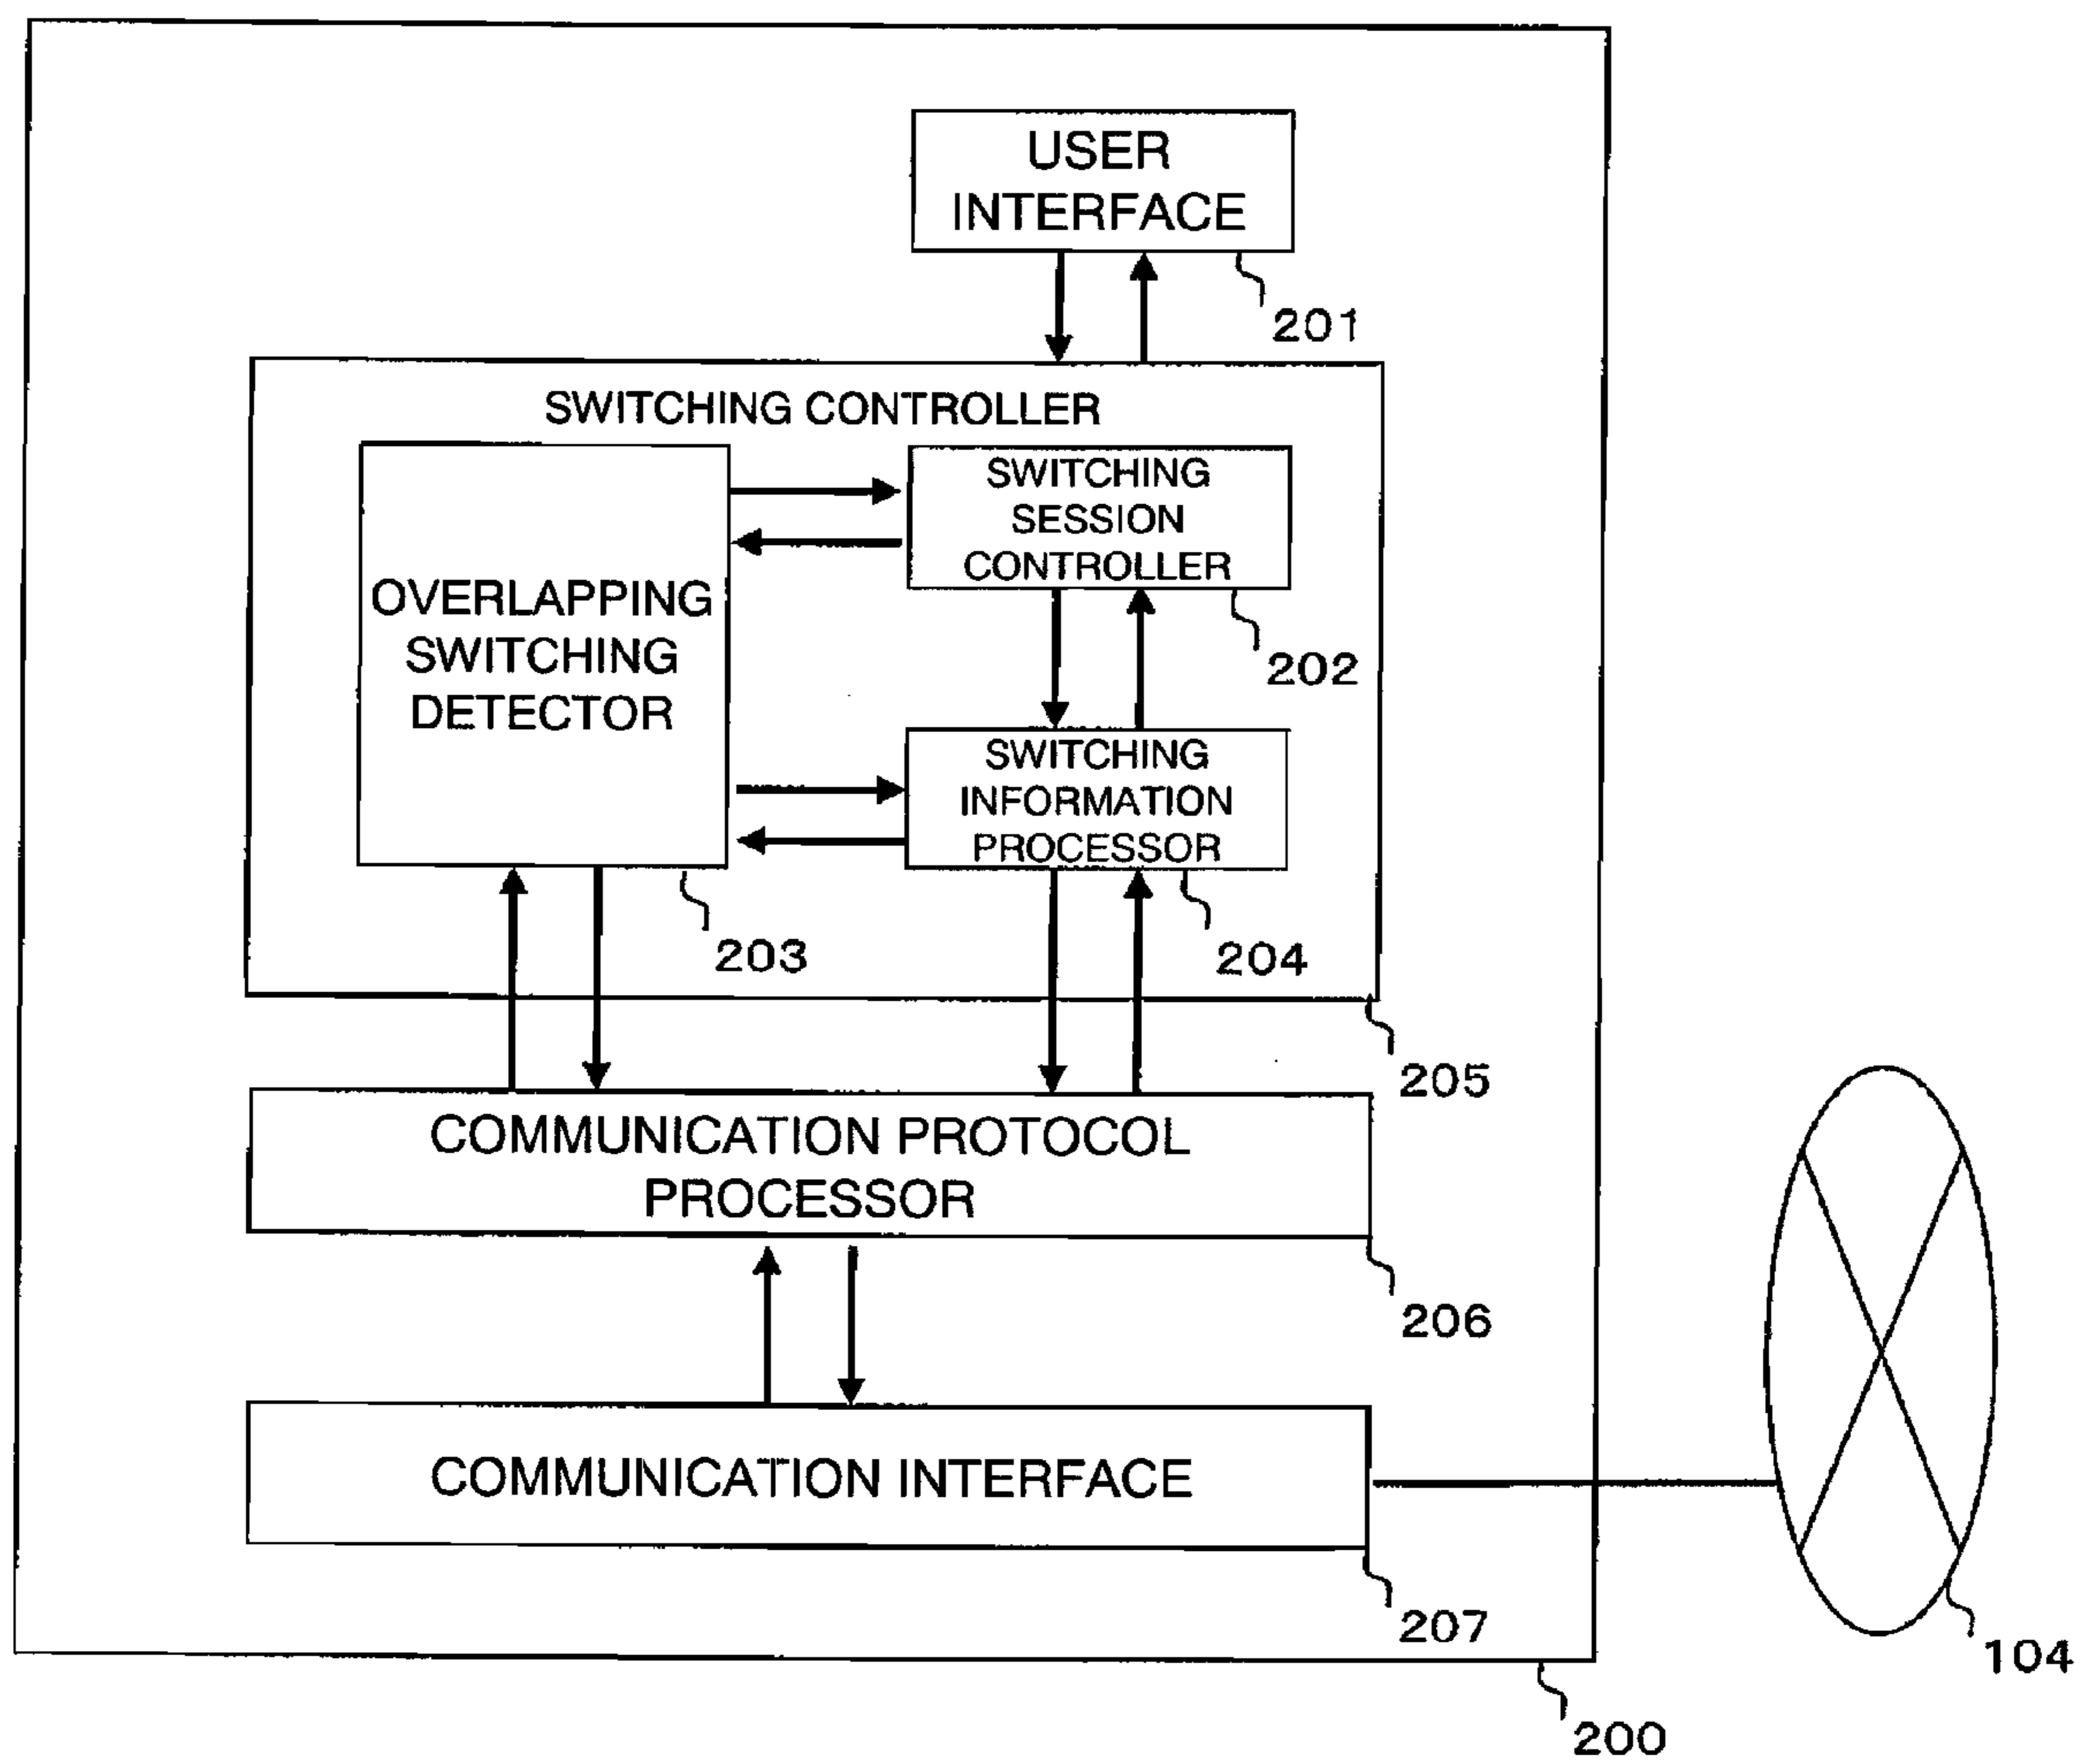 USER
INTERFACE
201
SWITCHING CONTROLLER
OVERLAPPING
SWITCHING
DETECTOR
203
SWITCHING
SESSION
CONTROLLER
202
SWITCHING
INFORMATION
PROCESSOR
204
205
COMMUNICATION PROTOCOL
PROCESSOR
206
COMMUNICATION INTERFACE
207
104
200